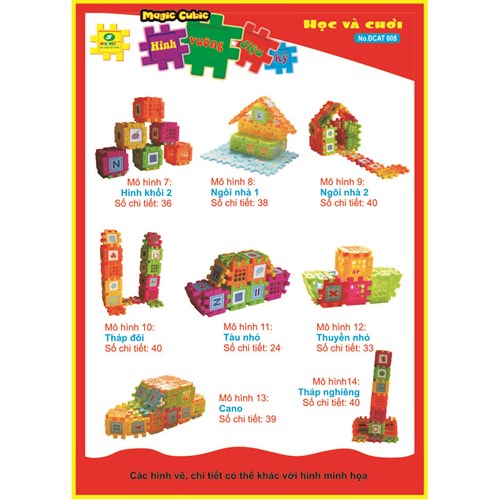 Magic Cubic
Hình vuông diệu kỳ
HỌC VÀ CHƠI
No.ĐCAT 008
Mô hình 7:
Hình khối 2
Số chi tiết: 36
Mô hình 8:
Ngôi nhà 1
Số chi tiết: 38
Mô hình 9:
Ngôi nhà 2
Số chi tiết: 40
Mô hình 10:
Tháp đôi
Số chi tiết: 40
Mô hình 11:
Tàu nhỏ
Số chi tiết: 24
Mô hình 12:
Thuyền nhỏ
Số chi tiết: 33
Mô hình 13:
Cano
Số chi tiết: 39
Mô hình14:
Tháp nghiêng
Số chi tiết: 40
Các hình vẽ, chi tiết có thể khác với hình minh họa